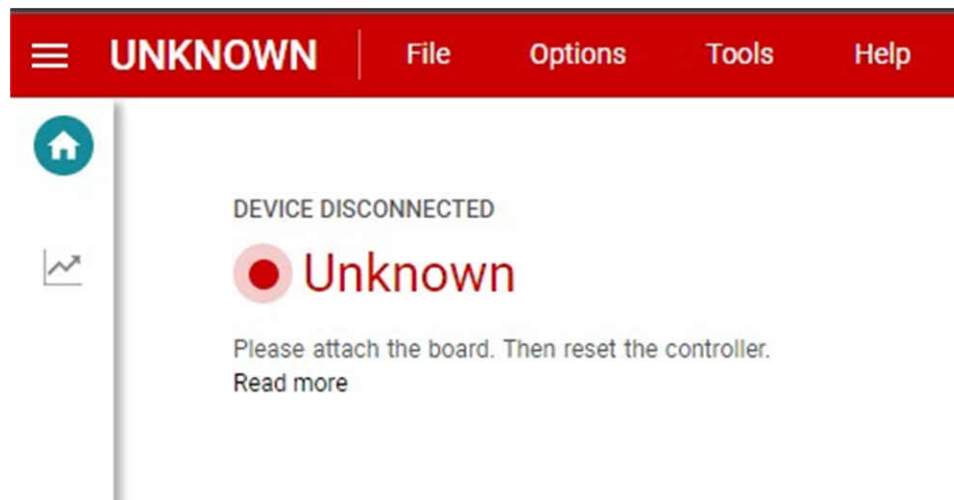 UNKNOWN File Options Tools Help
DEVICE DISCONNECTED
Unknown
Please attach the board. Then reset the controller.
Read more